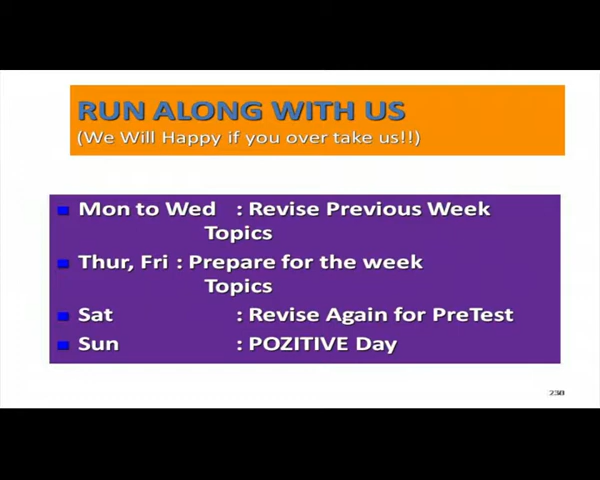 RUN ALONG WITH US
(We Will Happy if you over take us!!)
Mon to Wed : Revise Previous Week
Topics
Thur, Fri : Prepare for the week
Topics
Sat : Revise Again for PreTest
Sun : POZITIVE Day
230